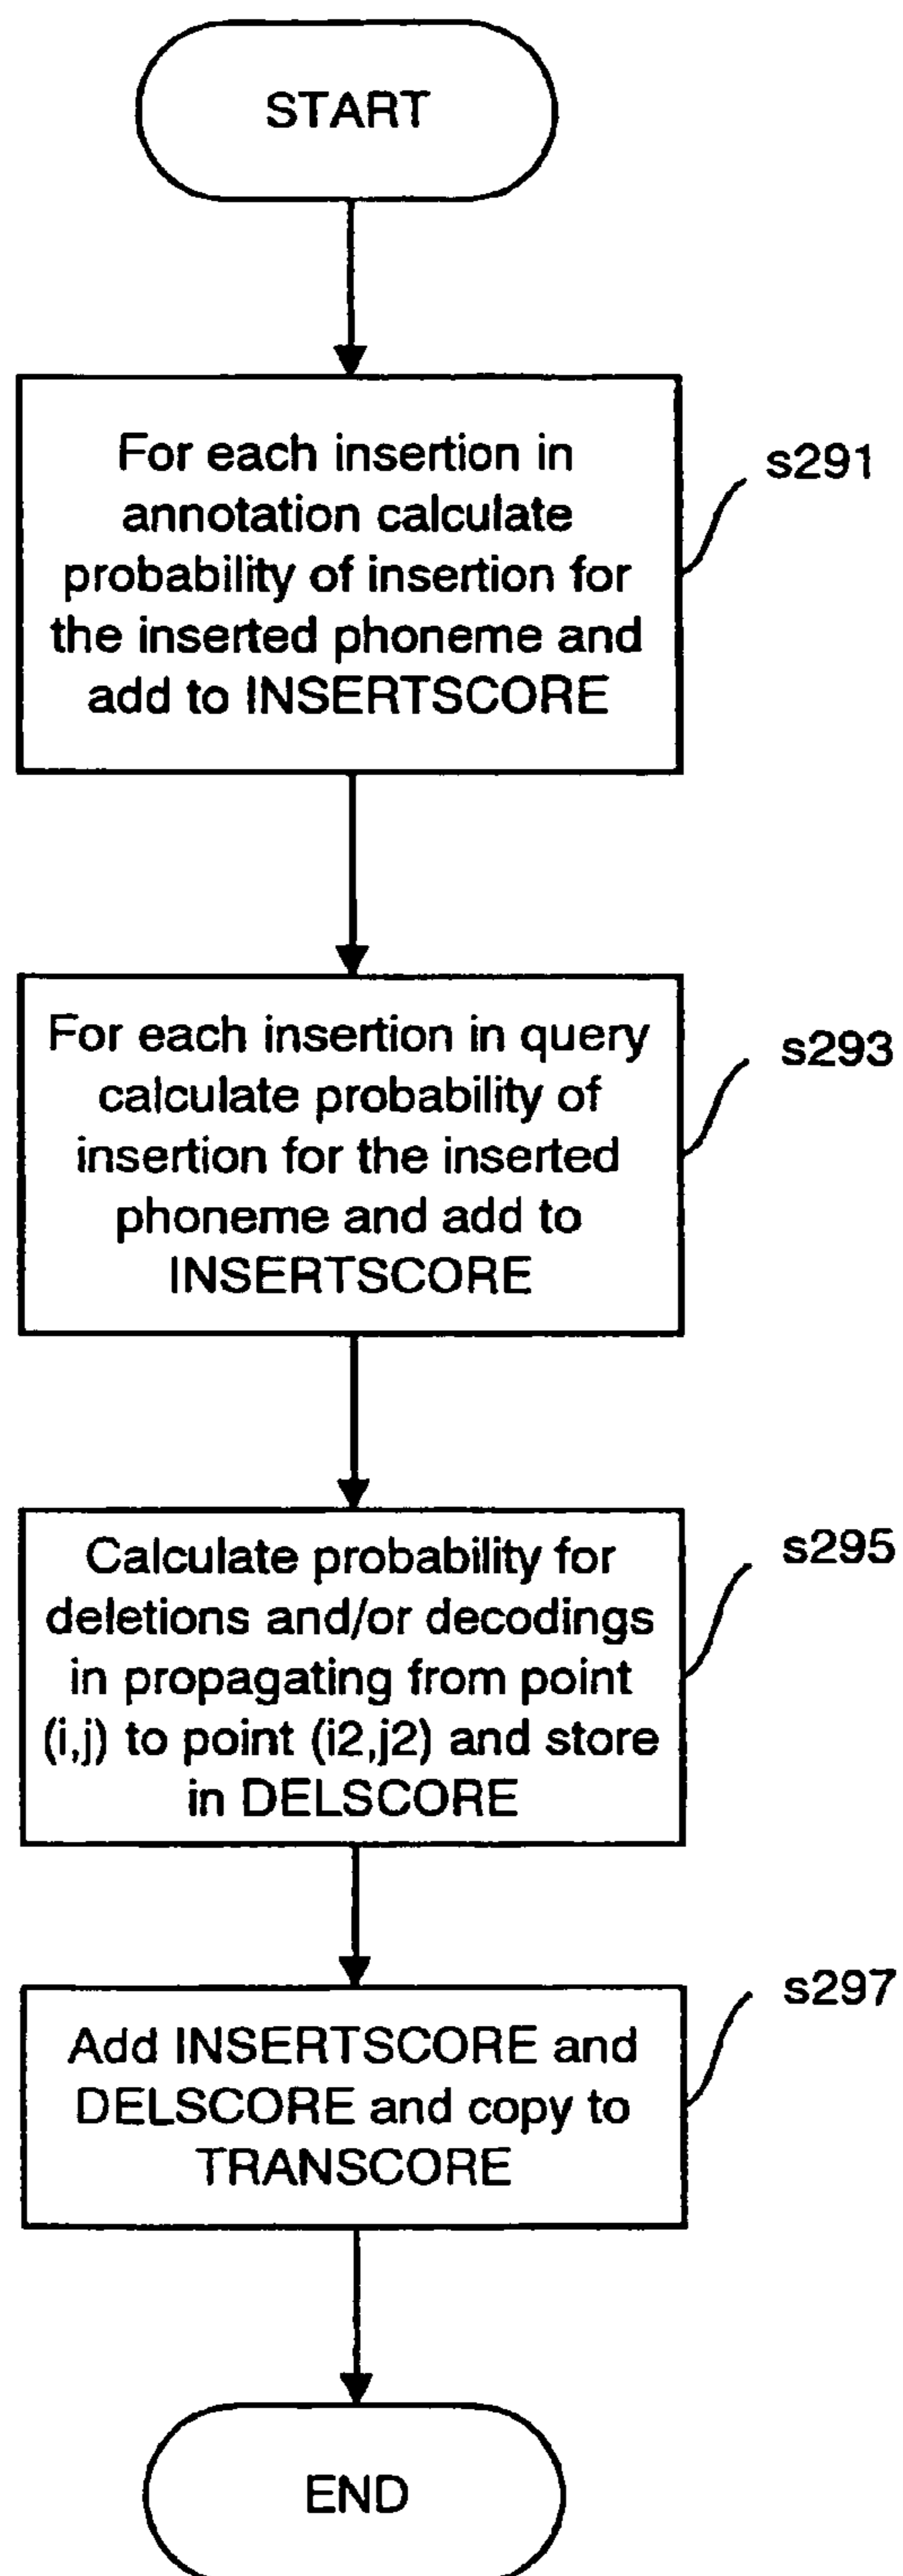 START
For each insertion in
annotation calculate
probability of insertion for
the inserted phoneme and
add to INSERTSCORE
s291
For each insertion in query
calculate probability of
insertion for the inserted
phoneme and add to
INSERTSCORE
s293
Calculate probability for
deletions and/or decodings
in propagating from point
(i,j) to point (i2,j2) and store
in DELSCORE
s295
Add INSERTSCORE and
DELSCORE and copy to
TRANSCORE
s297
END